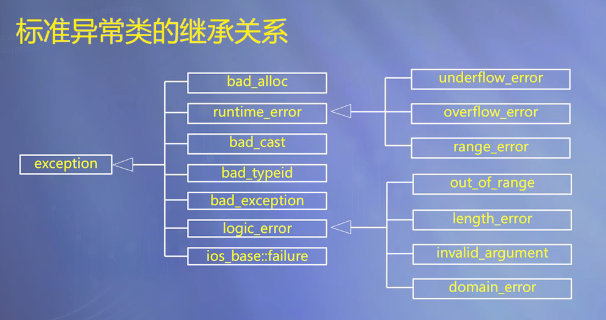 标准异常类的继承关系
exception
bad_alloc
runtime_error
bad_cast
bad_typeid
bad_exception
logic_error
ios_base::failure
underflow_error
overflow_error
range_error
out_of_range
length_error
invalid_argument
domain_error